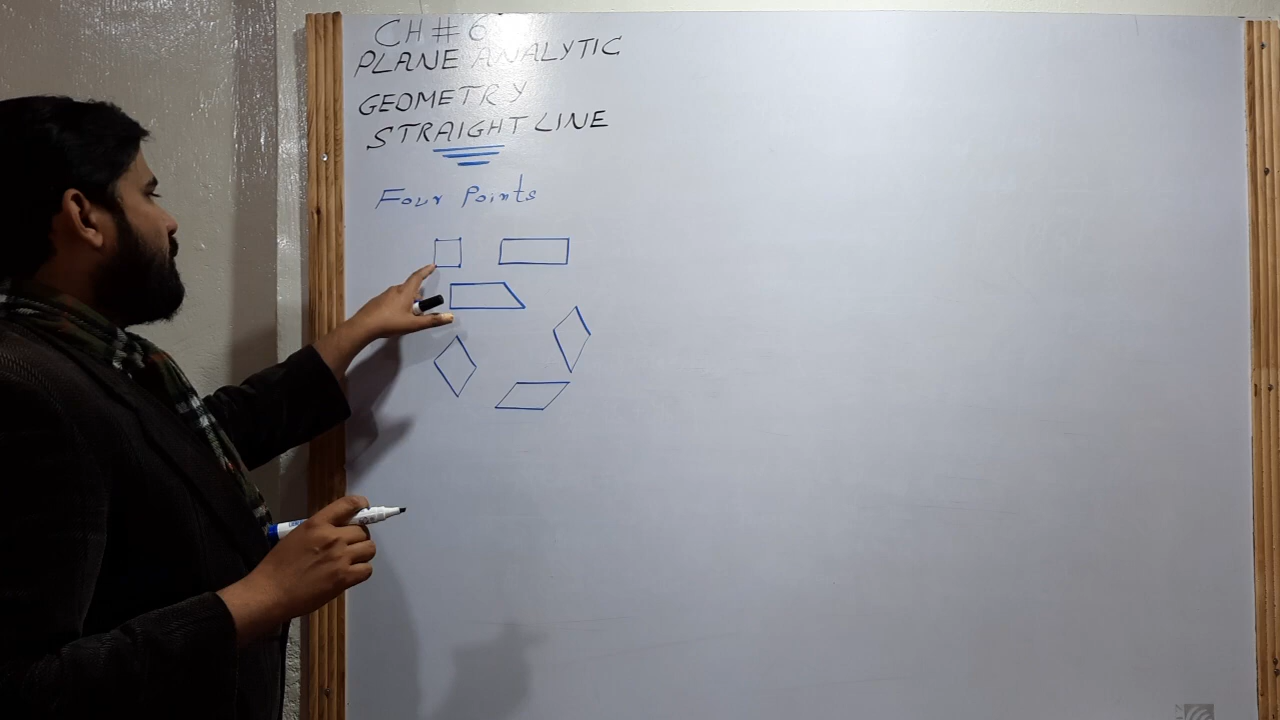 CH # 6
PLANE ANALYTIC
GEOMETRY
STRAIGHT LINE
Four Points